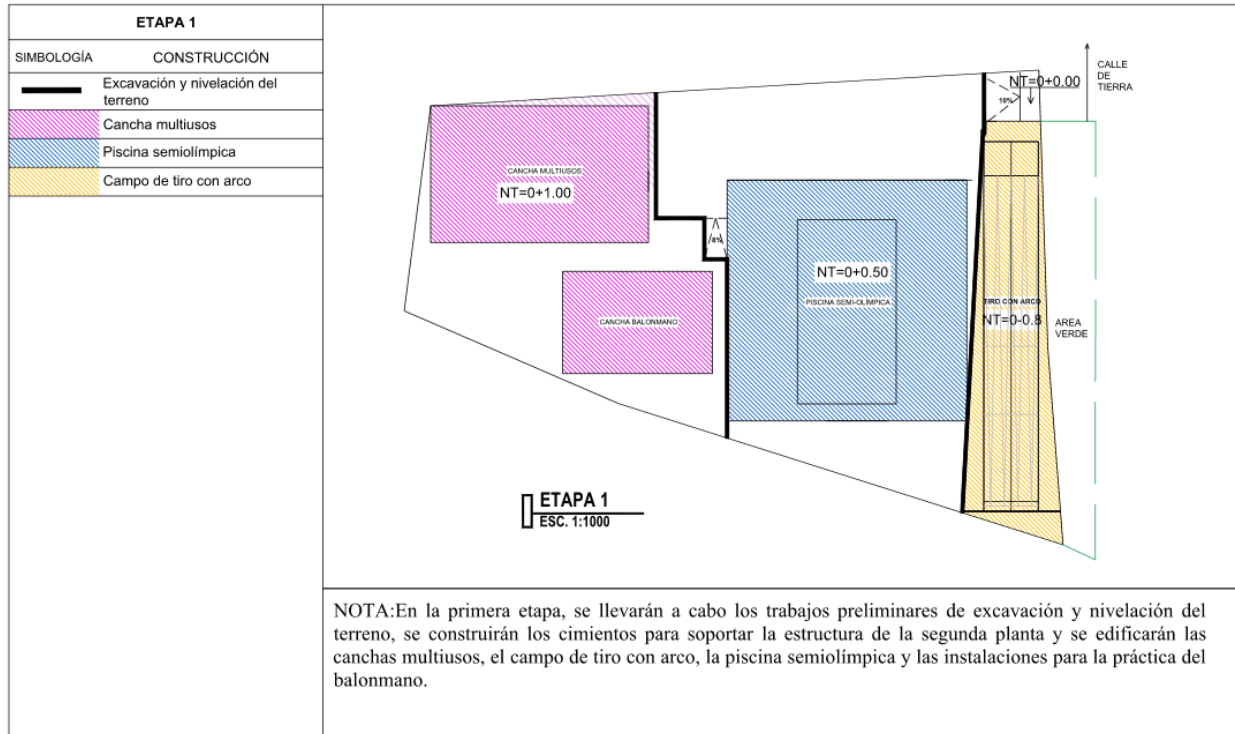 ETAPA 1
SIMBOLOGÍA CONSTRUCCIÓN
Excavación y nivelación del
terreno
Cancha multiusos
Piscina semiolímpica
Campo de tiro con arco
CALLE
DE
TIERRA
NT=0+0.00
10%
CANCHA MULTIUSOS
NT=0+1.00
8%
NT=0+0.50
PISCINA SEMI-OLÍMPICA
TIRO CON ARCO
NT=0-0.8
AREA
VERDE
CANCHA BALONMANO
ETAPA 1
ESC. 1:1000
NOTA:En la primera etapa, se llevarán a cabo los trabajos preliminares de excavación y nivelación del
terreno, se construirán los cimientos para soportar la estructura de la segunda planta y se edificarán las
canchas multiusos, el campo de tiro con arco, la piscina semiolímpica y las instalaciones para la práctica del
balonmano.